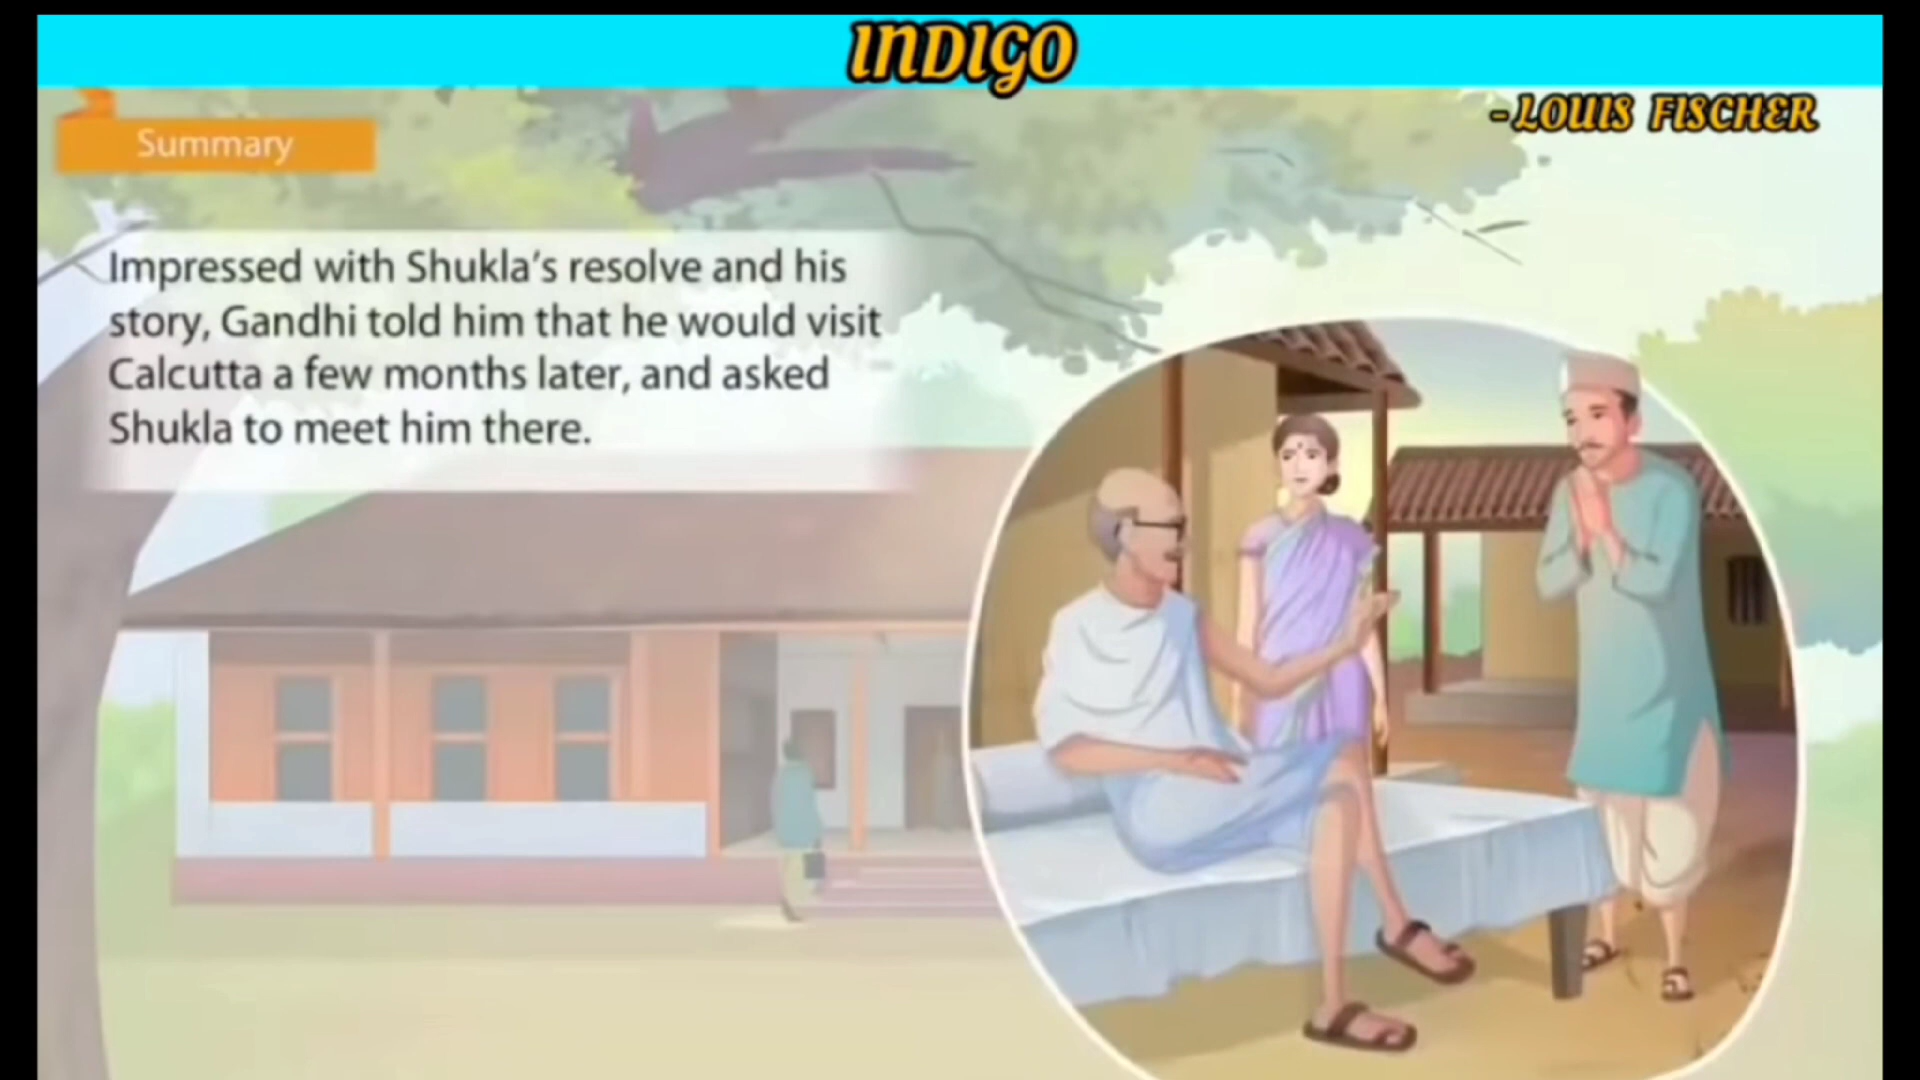 INDIGO
- LOUIS FISCHER
Summary
Impressed with Shukla's resolve and his
story, Gandhi told him that he would visit
Calcutta a few months later, and asked
Shukla to meet him there.